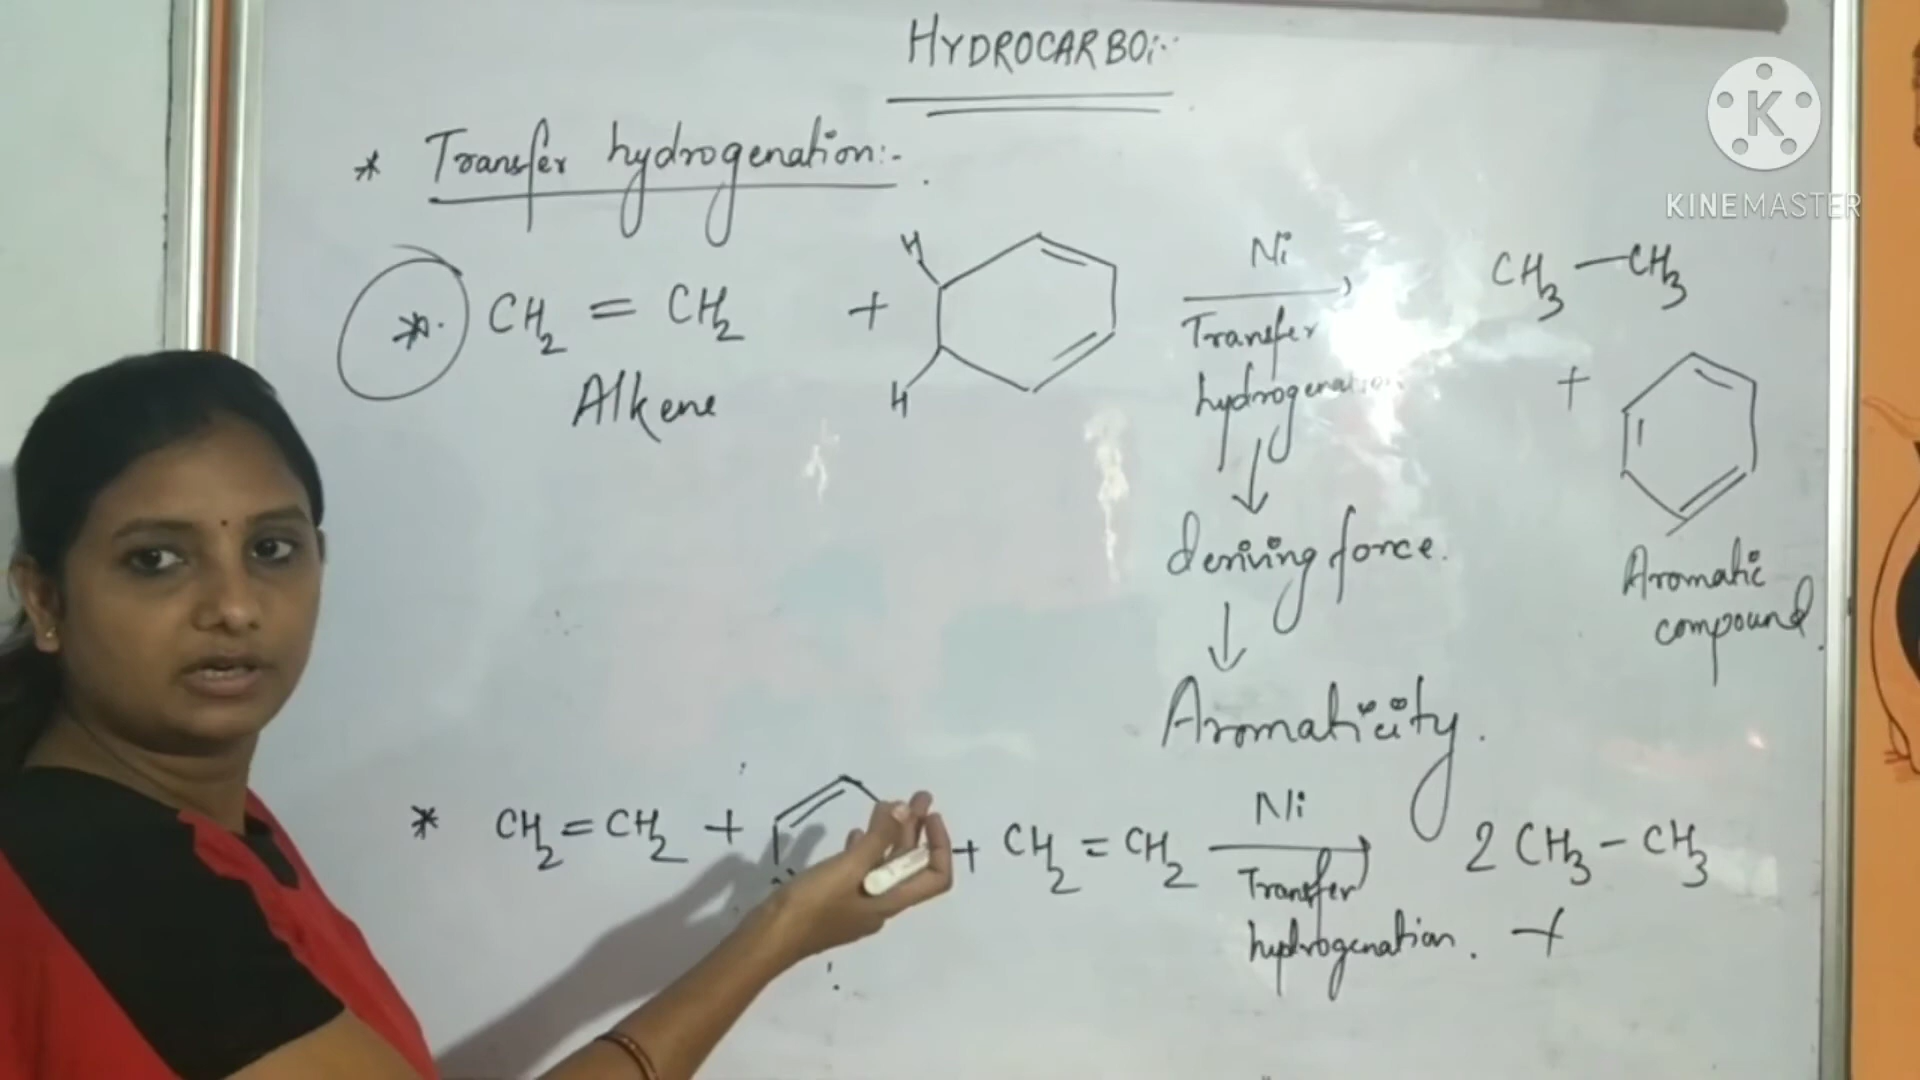 HYDROCARBO
* Transfer hydrogenation:-
* CH2 = CH2 + H H Ni CH3 - CH3
Alkene
Transfer
hydrogenation
+
deriving force.
Aromatic
compound.
Aromaticity.
* CH2 = CH2 + + CH2 = CH2 Ni 2 CH3 - CH3
Transfer
hydrogenation. +
K
KINEMASTER